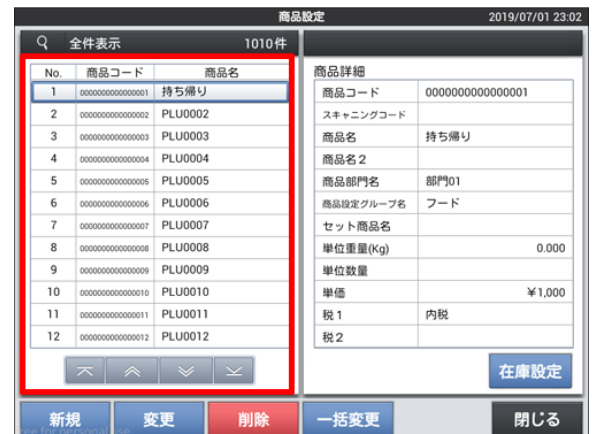 商品設定 2019/07/01 23:02
全件表示 1010件
No. 商品コード 商品名
1 0000000000000001 持ち帰り
2 0000000000000002 PLU0002
3 0000000000000003 PLU0003
4 0000000000000004 PLU0004
5 0000000000000005 PLU0005
6 0000000000000006 PLU0006
7 0000000000000007 PLU0007
8 0000000000000008 PLU0008
9 0000000000000009 PLU0009
10 0000000000000010 PLU0010
11 0000000000000011 PLU0011
12 0000000000000012 PLU0012
商品詳細
商品コード 0000000000000001
スキャニングコード
商品名 持ち帰り
商品名2
商品部門名 部門01
商品設定グループ名 フード
セット商品名
単位重量(Kg) 0.000
単位数量
単価 ¥1,000
税1 内税
税2
在庫設定
新規 変更 削除 一括変更 閉じる
ee for personal use